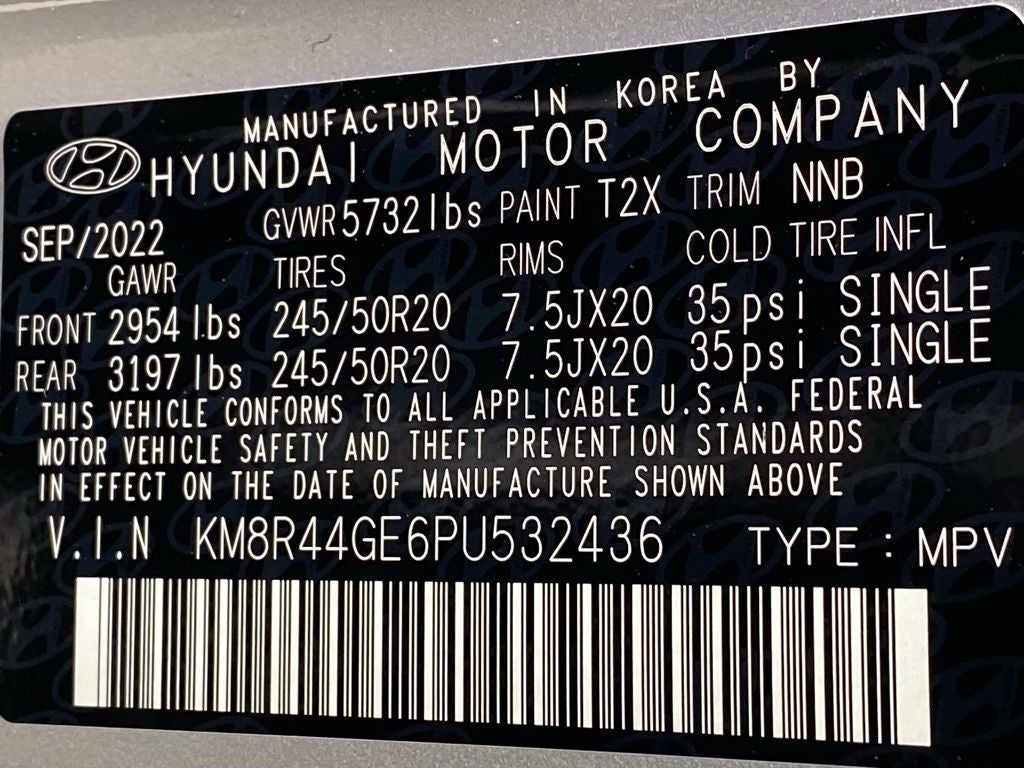 MANUFACTURED IN KOREA BY
HYUNDAI MOTOR COMPANY
SEP/2022 GVWR 5732 lbs PAINT T2X TRIM NNB
GAWR TIRES RIMS COLD TIRE INFL
FRONT 2954 lbs 245/50R20 7.5JX20 35psi SINGLE
REAR 3197 lbs 245/50R20 7.5JX20 35psi SINGLE
THIS VEHICLE CONFORMS TO ALL APPLICABLE U.S.A. FEDERAL
MOTOR VEHICLE SAFETY AND THEFT PREVENTION STANDARDS
IN EFFECT ON THE DATE OF MANUFACTURE SHOWN ABOVE
V.I.N KM8R44GE6PU532436 TYPE : MPV